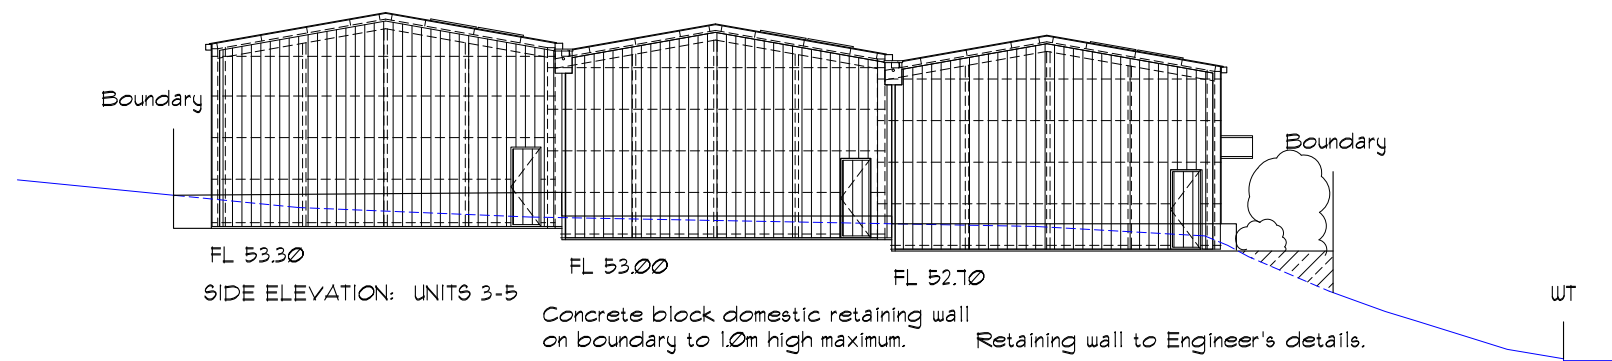 Boundary
Boundary
FL 53.30
FL 53.00
FL 52.70
SIDE ELEVATION: UNITS 3-5
WT
Concrete block domestic retaining wall
on boundary to 1.0m high maximum.
Retaining wall to Engineer's details.